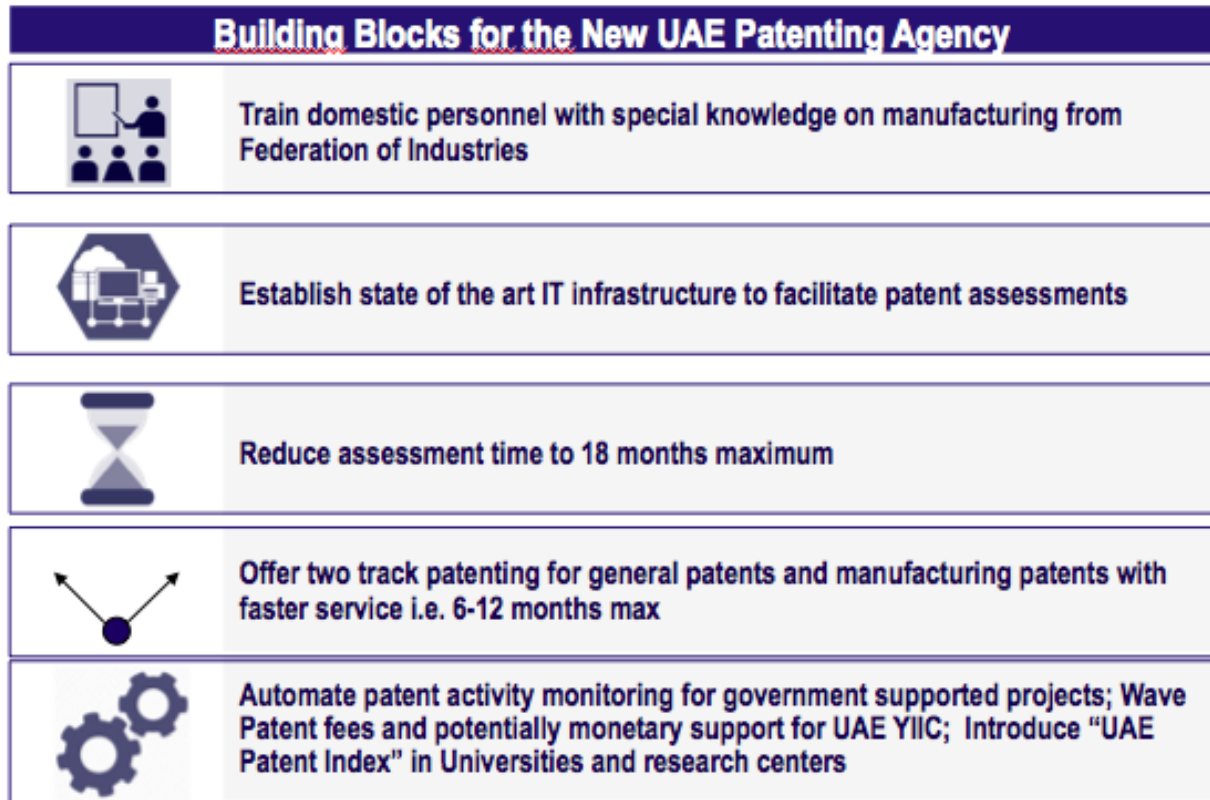 Building Blocks for the New UAE Patenting Agency
Train domestic personnel with special knowledge on manufacturing from
Federation of Industries
Establish state of the art IT infrastructure to facilitate patent assessments
Reduce assessment time to 18 months maximum
Offer two track patenting for general patents and manufacturing patents with
faster service i.e. 6-12 months max
Automate patent activity monitoring for government supported projects; Wave
Patent fees and potentially monetary support for UAE YIIC;  Introduce “UAE
Patent Index” in Universities and research centers